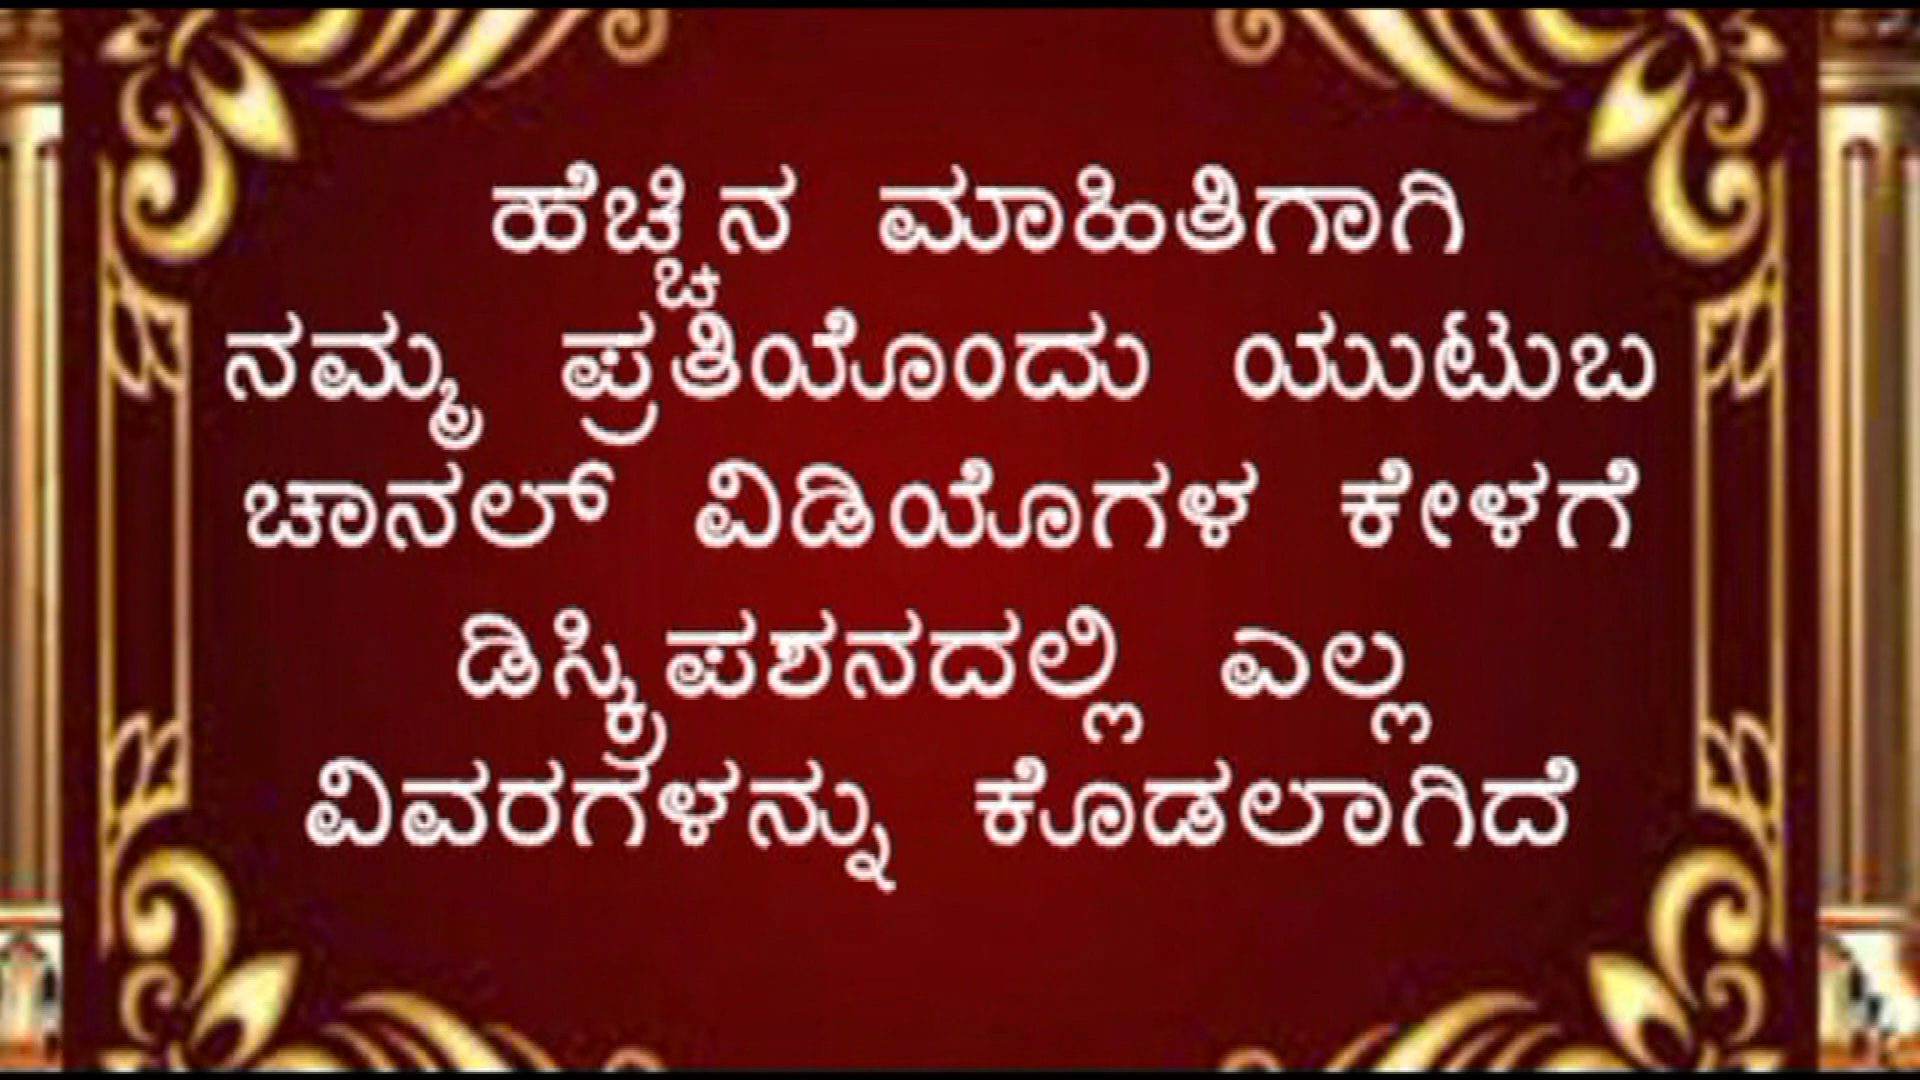 ಹೆಚ್ಚಿನ ಮಾಹಿತಿಗಾಗಿ
ನಮ್ಮ ಪ್ರತಿಯೊಂದು ಯುಟುಬ
ಚಾನಲ್ ವಿಡಿಯೊಗಳ ಕೇಳಗೆ
ಡಿಸ್ಕ್ರಿಪಶನದಲ್ಲಿ ಎಲ್ಲ
ವಿವರಗಳನ್ನು ಕೊಡಲಾಗಿದೆ